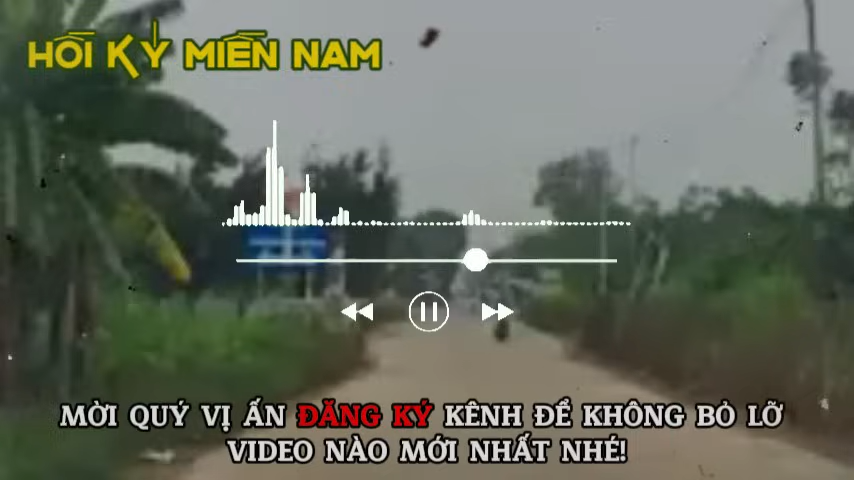 HỒI KÝ MIỀN NAM
MỜI QUÝ VỊ ẤN ĐĂNG KÝ KÊNH ĐỂ KHÔNG BỎ LỠ
VIDEO NÀO MỚI NHẤT NHÉ!